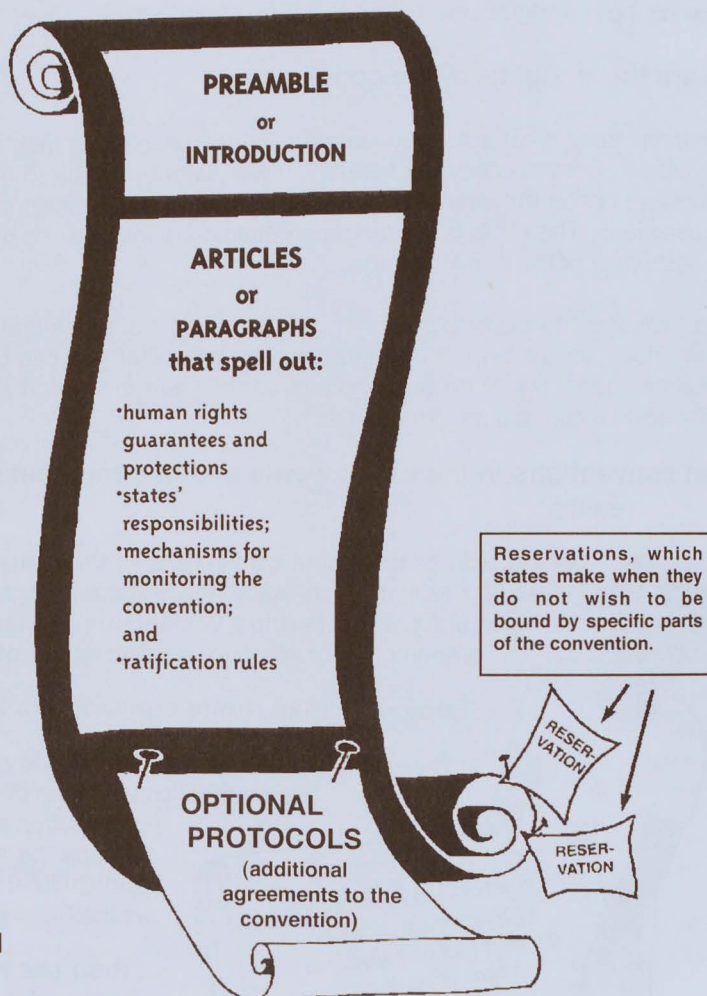 PREAMBLE
or
INTRODUCTION
ARTICLES
or
PARAGRAPHS
that spell out:
•human rights
guarantees and
protections
•states'
responsibilities;
•mechanisms for
monitoring the
convention;
and
•ratification rules
Reservations, which
states make when they
do not wish to be
bound by specific parts
of the convention.
RESER-
VATION
RESER-
VATION
OPTIONAL
PROTOCOLS
(additional
agreements to the
convention)